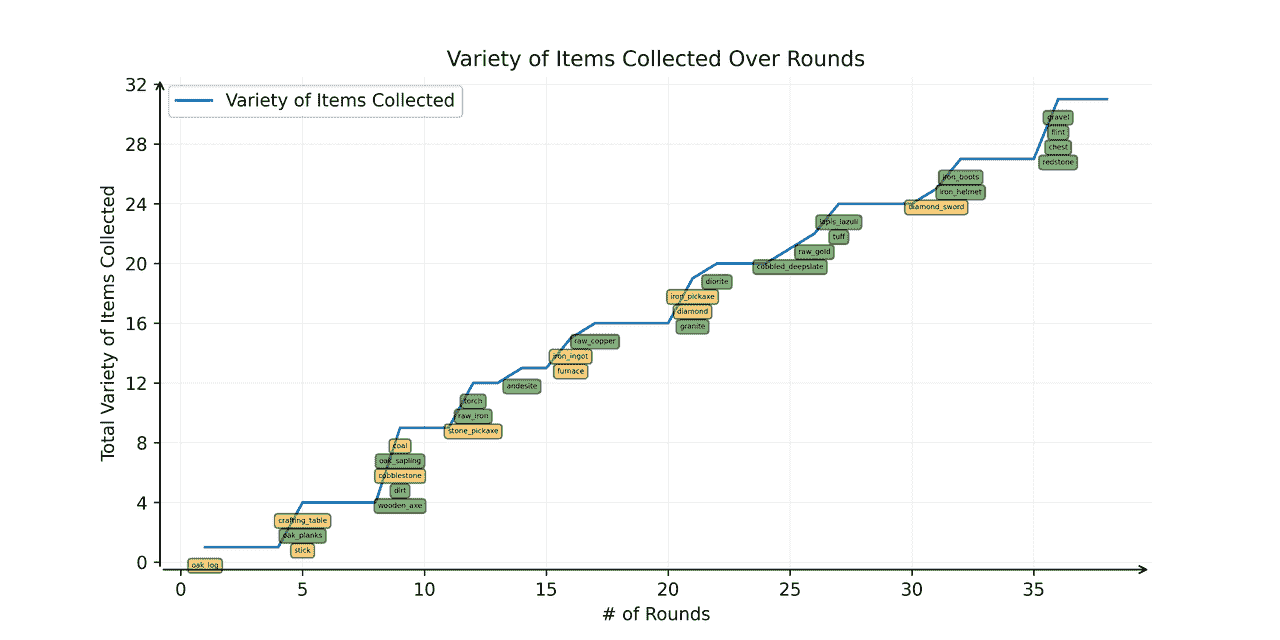 Variety of Items Collected Over Rounds
Variety of Items Collected
Total Variety of Items Collected
32
28
24
20
16
12
8
4
0
gravel
flint
chest
redstone
iron_boots
iron_helmet
diamond_sword
lapis_lazuli
tuff
raw_gold
cobbled_deepslate
diorite
iron_pickaxe
diamond
granite
raw_copper
iron_ingot
furnace
andesite
torch
raw_iron
stone_pickaxe
coal
oak_sapling
cobblestone
dirt
wooden_axe
crafting_table
oak_planks
stick
oak_log
0 5 10 15 20 25 30 35
# of Rounds